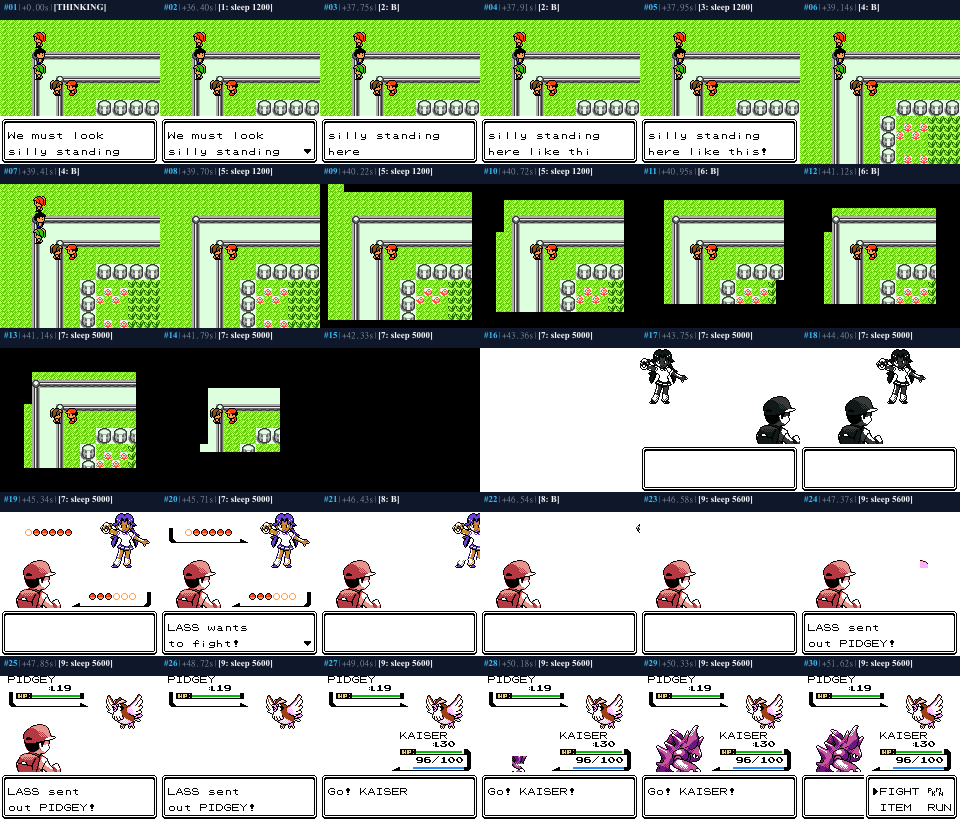 #01 | +0.00s | [THINKING]
#02 | +36.40s | [1: sleep 1200]
#03 | +37.75s | [2: B]
#04 | +37.91s | [2: B]
#05 | +37.95s | [3: sleep 1200]
#06 | +39.14s | [4: B]
We must look
silly standing
We must look
silly standing
silly standing
here
silly standing
here like thi
silly standing
here like this!
#07 | +39.41s | [4: B]
#08 | +39.70s | [5: sleep 1200]
#09 | +40.22s | [5: sleep 1200]
#10 | +40.72s | [5: sleep 1200]
#11 | +40.95s | [6: B]
#12 | +41.12s | [6: B]
#13 | +41.14s | [7: sleep 5000]
#14 | +41.79s | [7: sleep 5000]
#15 | +42.33s | [7: sleep 5000]
#16 | +43.36s | [7: sleep 5000]
#17 | +43.75s | [7: sleep 5000]
#18 | +44.40s | [7: sleep 5000]
#19 | +45.34s | [7: sleep 5000]
#20 | +45.71s | [7: sleep 5000]
#21 | +46.43s | [8: B]
#22 | +46.54s | [8: B]
#23 | +46.58s | [9: sleep 5600]
#24 | +47.37s | [9: sleep 5600]
LASS wants
to fight!
LASS sent
out PIDGEY!
#25 | +47.85s | [9: sleep 5600]
#26 | +48.72s | [9: sleep 5600]
#27 | +49.04s | [9: sleep 5600]
#28 | +50.18s | [9: sleep 5600]
#29 | +50.33s | [9: sleep 5600]
#30 | +51.62s | [9: sleep 5600]
PIDGEY
:L19
HP:
LASS sent
out PIDGEY!
PIDGEY
:L19
HP:
LASS sent
out PIDGEY!
PIDGEY
:L19
HP:
KAISER
:L30
HP:
96/100
Go! KAISER
PIDGEY
:L19
HP:
KAISER
:L30
HP:
96/100
Go! KAISER!
PIDGEY
:L19
HP:
KAISER
:L30
HP:
96/100
Go! KAISER!
PIDGEY
:L19
HP:
KAISER
:L30
HP:
96/100
▶FIGHT PKMN
ITEM RUN